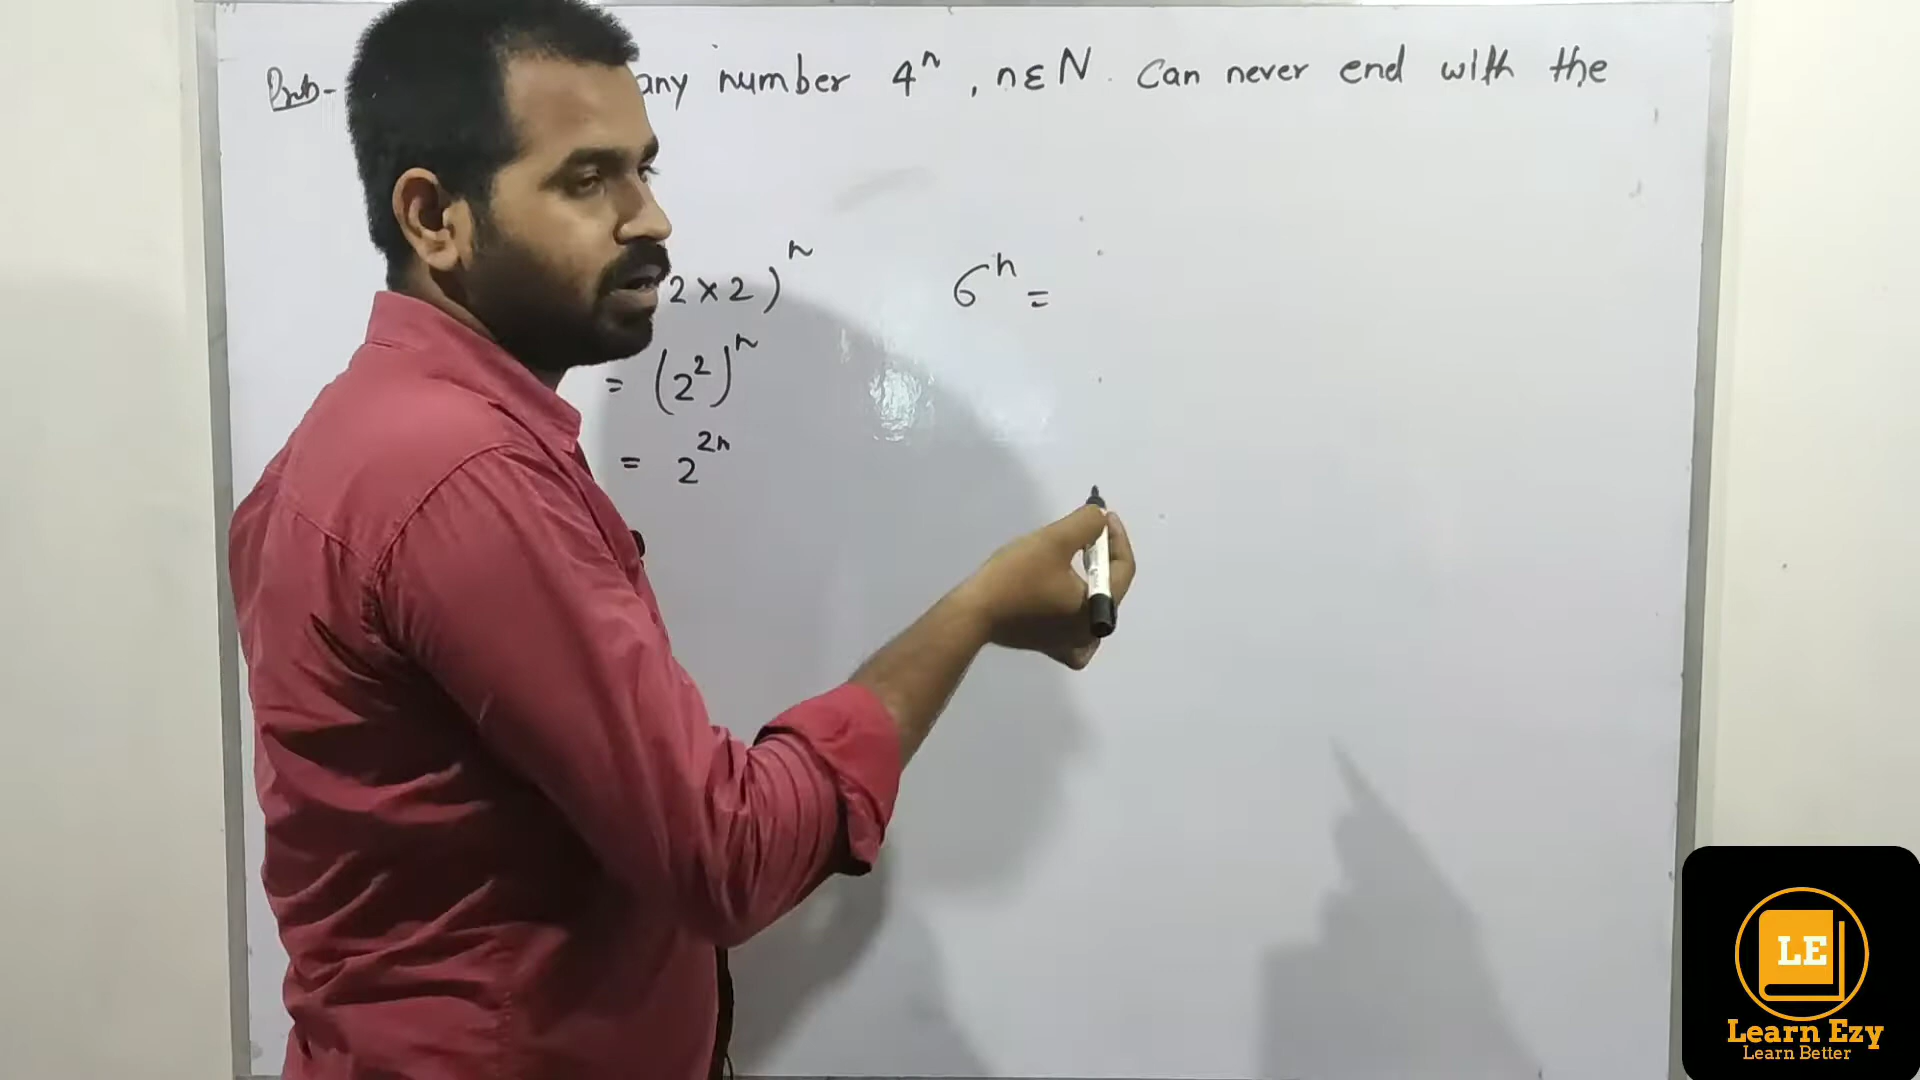 Prob- any number 4ⁿ, n ∈ N. Can never end with the
2 × 2)ⁿ
= (2²)ⁿ
= 2²ⁿ
6ⁿ =
LE
Learn Ezy
Learn Better